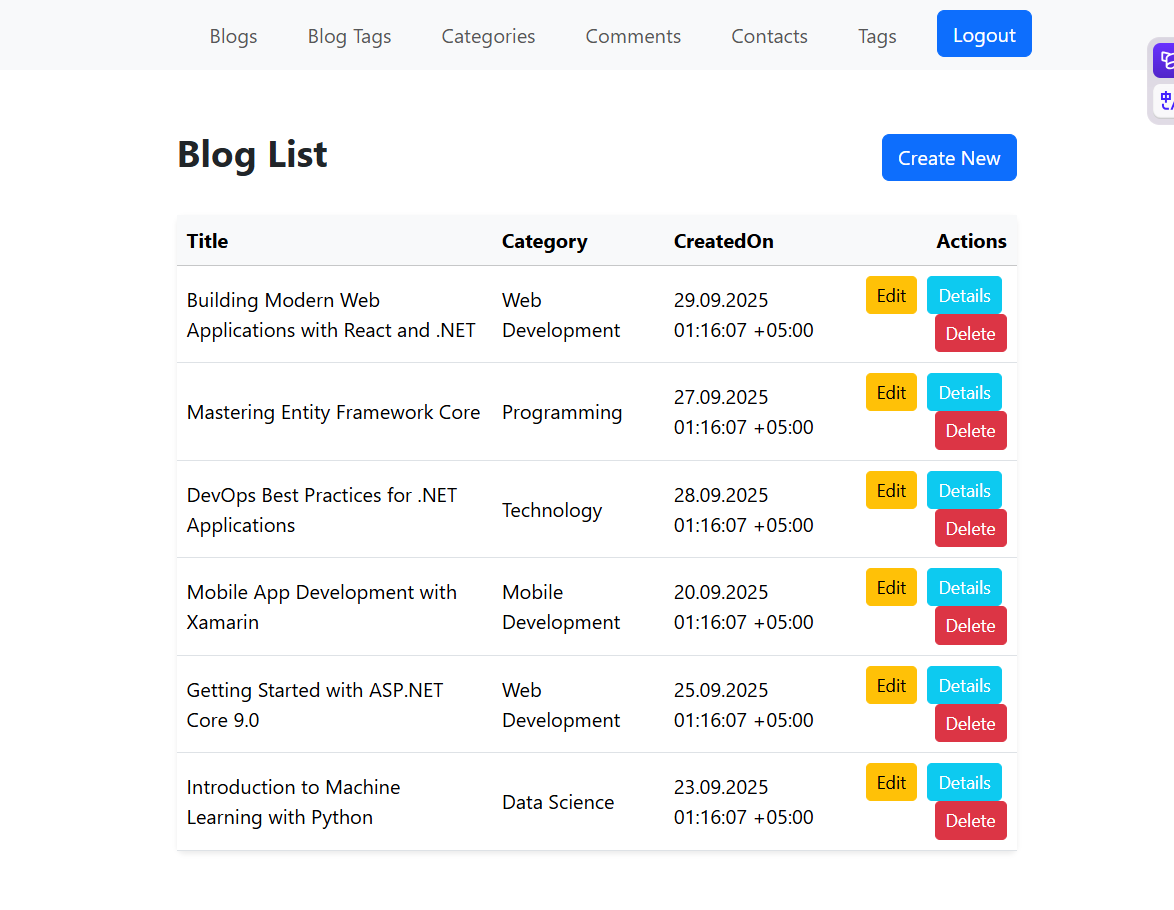 Blogs Blog Tags Categories Comments Contacts Tags Logout
Blog List
Create New
Title Category CreatedOn Actions
Building Modern Web
Applications with React and .NET
Web
Development
29.09.2025
01:16:07 +05:00
Edit Details
Delete
Mastering Entity Framework Core
Programming
27.09.2025
01:16:07 +05:00
Edit Details
Delete
DevOps Best Practices for .NET
Applications
Technology
28.09.2025
01:16:07 +05:00
Edit Details
Delete
Mobile App Development with
Xamarin
Mobile
Development
20.09.2025
01:16:07 +05:00
Edit Details
Delete
Getting Started with ASP.NET
Core 9.0
Web
Development
25.09.2025
01:16:07 +05:00
Edit Details
Delete
Introduction to Machine
Learning with Python
Data Science
23.09.2025
01:16:07 +05:00
Edit Details
Delete